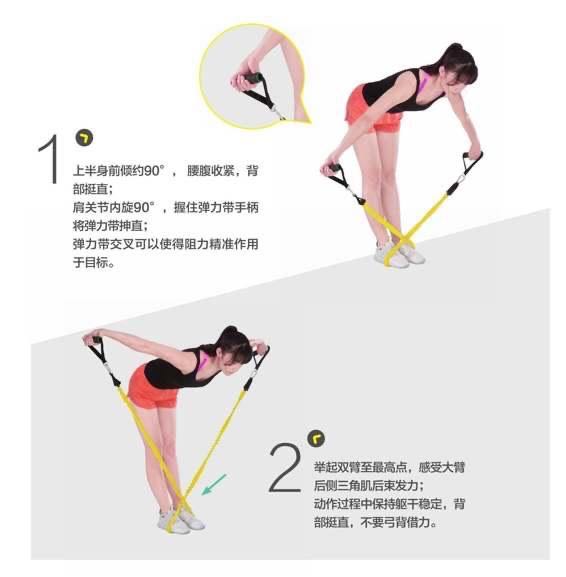 1
上半身前倾约90°，腰腹收紧，背
部挺直；
肩关节内旋90°，握住弹力带手柄
将弹力带抻直；
弹力带交叉可以使得阻力精准作用
于目标。
2
举起双臂至最高点，感受大臂
后侧三角肌后束发力；
动作过程中保持躯干稳定，背
部挺直，不要弓背借力。